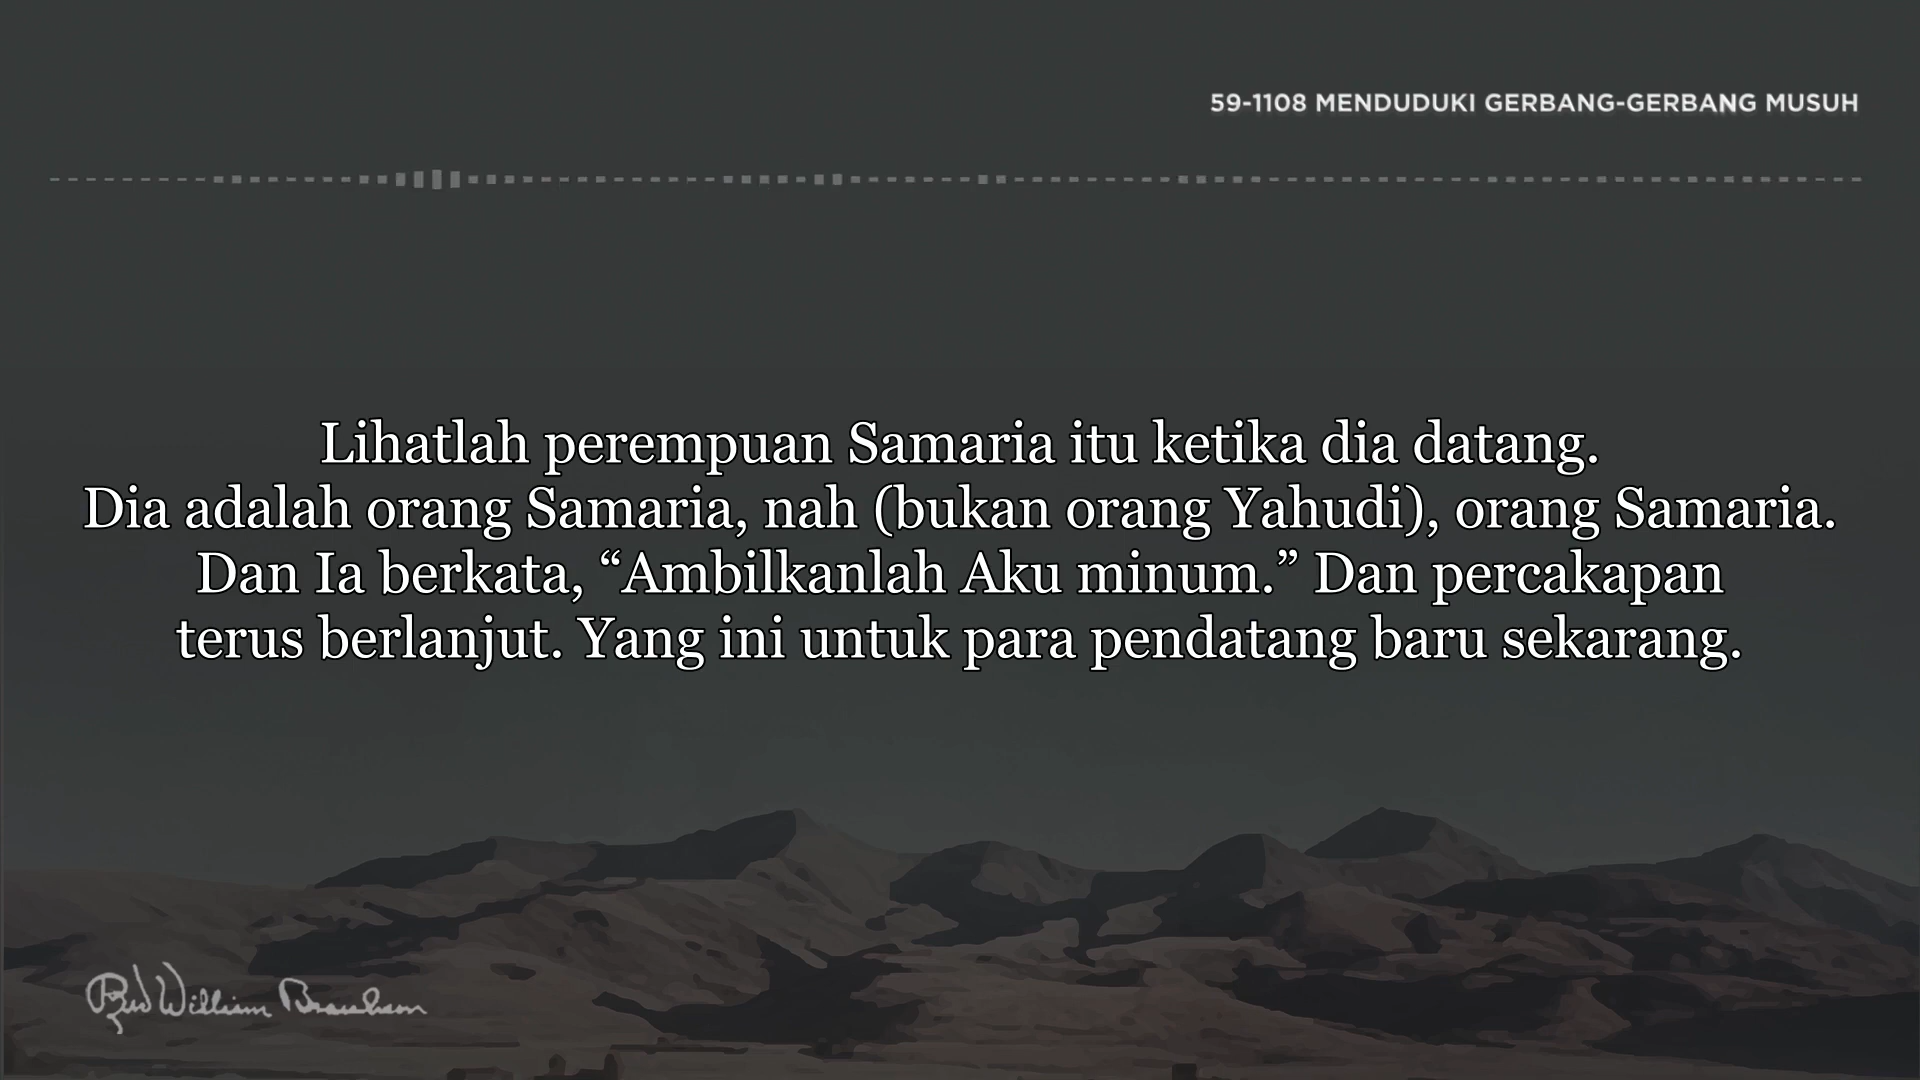 59-1108 MENDUDUKI GERBANG-GERBANG MUSUH
Lihatlah perempuan Samaria itu ketika dia datang.
Dia adalah orang Samaria, nah (bukan orang Yahudi), orang Samaria.
Dan Ia berkata, “Ambilkanlah Aku minum.” Dan percakapan
terus berlanjut. Yang ini untuk para pendatang baru sekarang.
William Branham